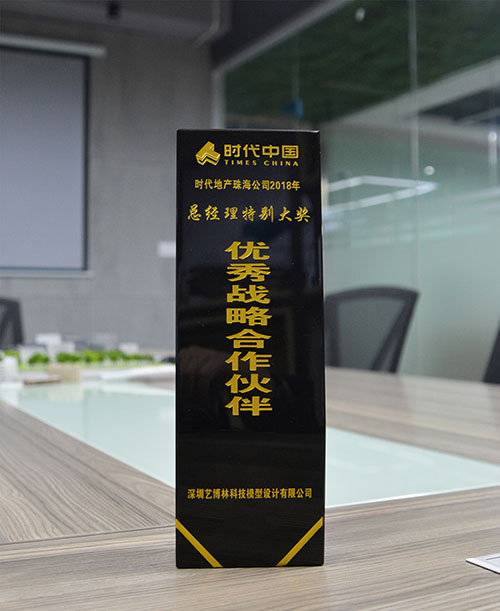 时代中国
TIMES CHINA
时代地产珠海公司2018年
总经理特别大奖
优秀战略合作伙伴
深圳艺博林科技模型设计有限公司